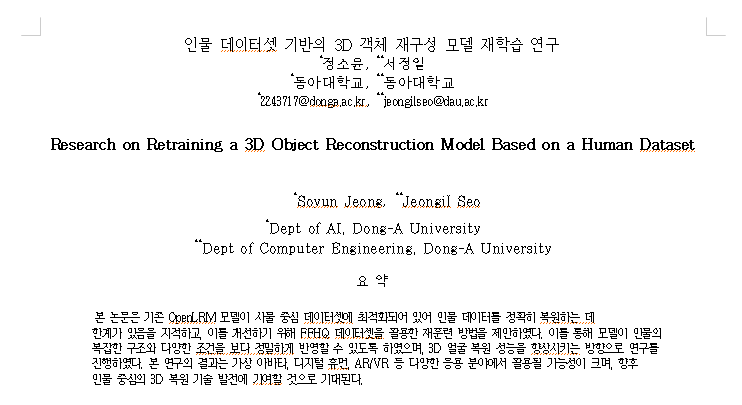 인물 데이터셋 기반의 3D 객체 재구성 모델 재학습 연구
*정소윤, **서정일
*동아대학교, **동아대학교
*2243717@donga.ac.kr, **jeongilseo@dau.ac.kr
Research on Retraining a 3D Object Reconstruction Model Based on a Human Dataset
*Soyun Jeong, **Jeongil Seo
*Dept of AI, Dong-A University
**Dept of Computer Engineering, Dong-A University
요 약
본 논문은 기존 OpenLRM 모델이 사물 중심 데이터셋에 최적화되어 있어 인물 데이터를 정확히 복원하는 데
한계가 있음을 지적하고, 이를 개선하기 위해 FFHQ 데이터셋을 활용한 재훈련 방법을 제안하였다. 이를 통해 모델이 인물의
복잡한 구조와 다양한 조건을 보다 정밀하게 반영할 수 있도록 하였으며, 3D 얼굴 복원 성능을 향상시키는 방향으로 연구를
진행하였다. 본 연구의 결과는 가상 아바타, 디지털 휴먼, AR/VR 등 다양한 응용 분야에서 활용될 가능성이 크며, 향후
인물 중심의 3D 복원 기술 발전에 기여할 것으로 기대된다.